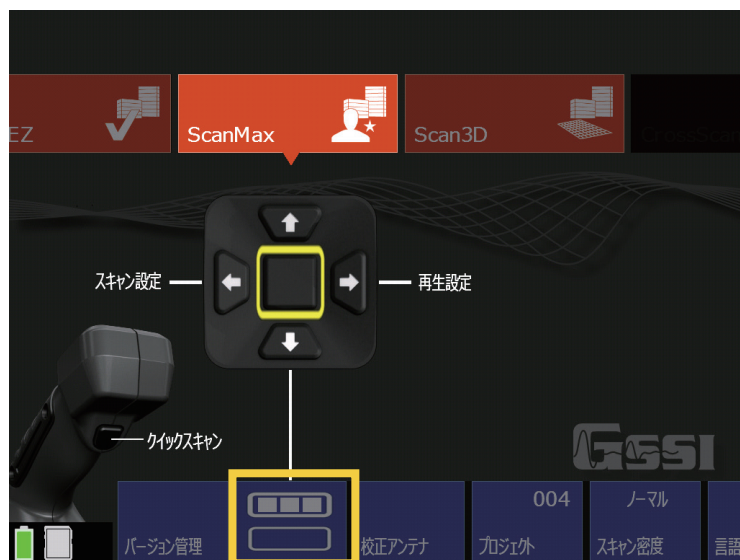 EZ
ScanMax
Scan3D
CrossScan
スキャン設定
再生設定
クイックスキャン
GSSI
004
ノーマル
バージョン管理
校正アンテナ
プロジェクト
スキャン密度
言語